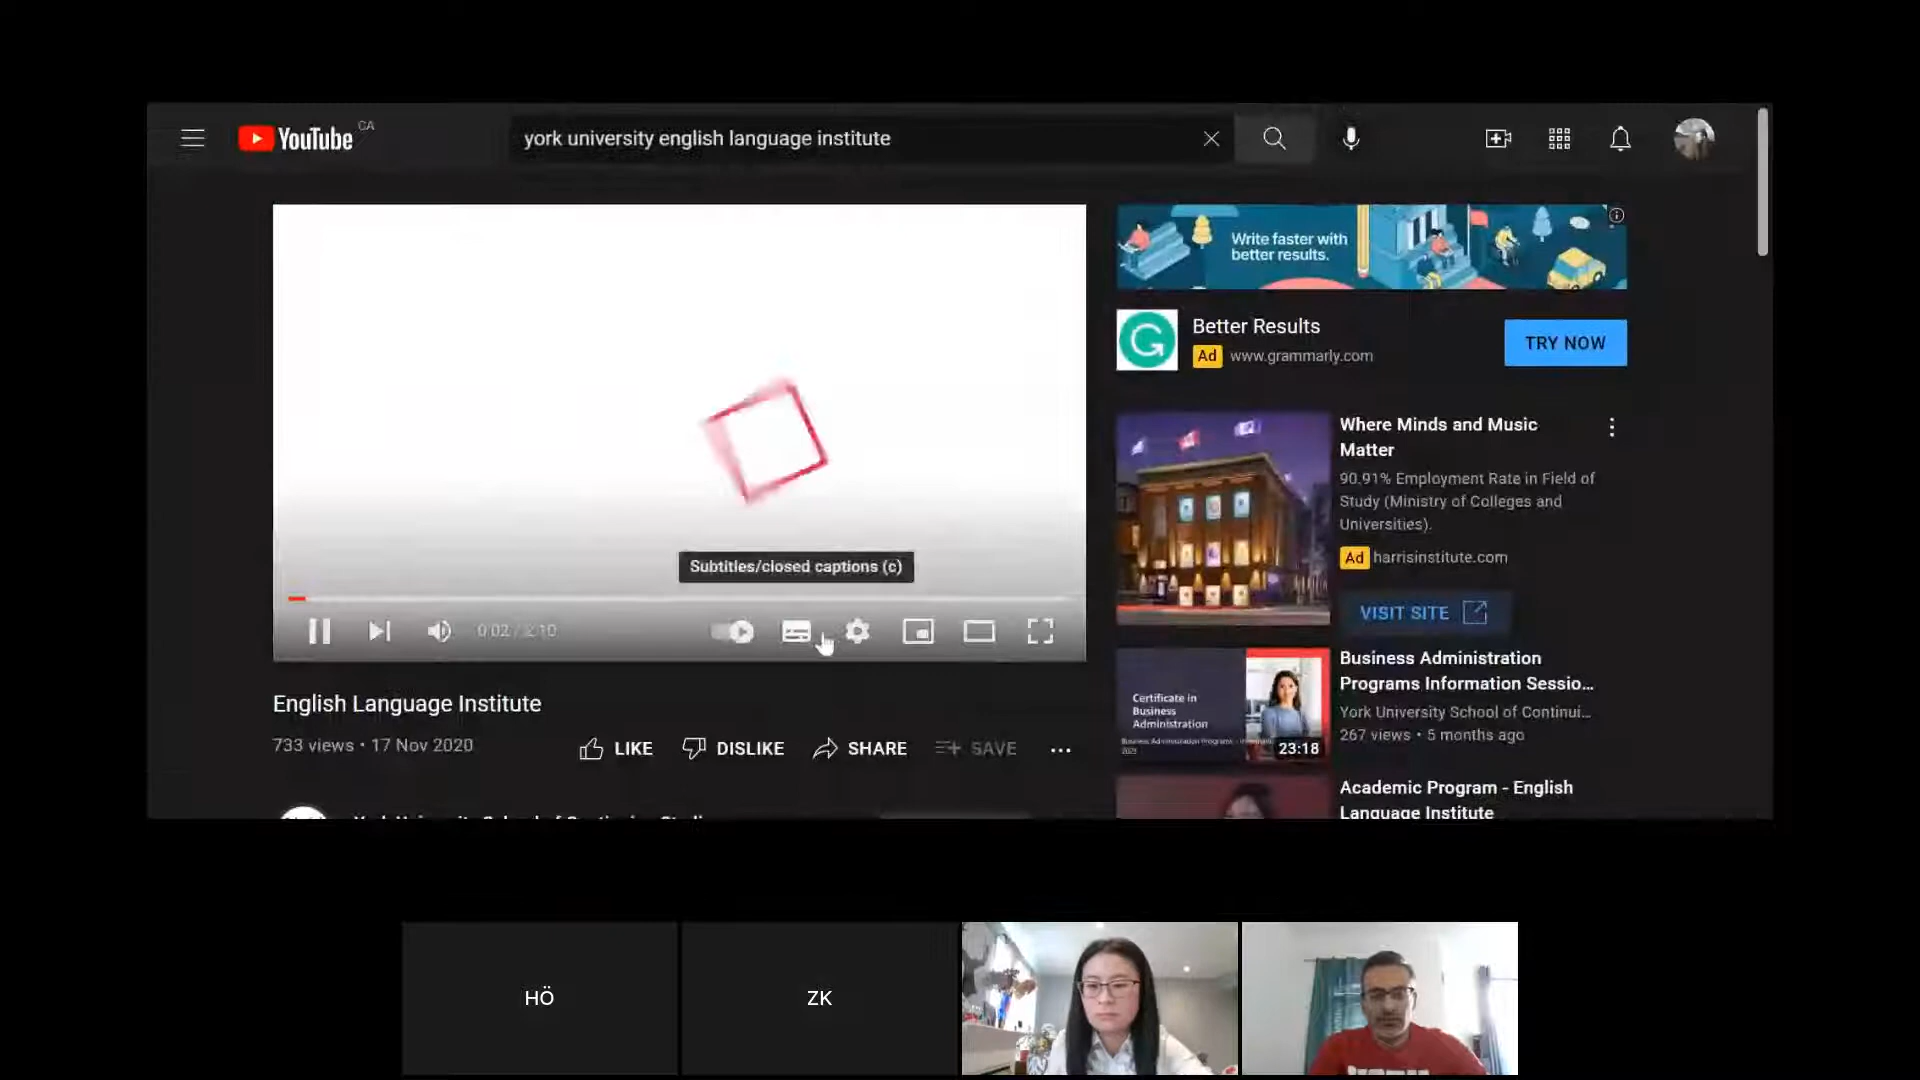 YouTube CA
york university english language institute
Write faster with
better results.
Better Results
Ad www.grammarly.com
TRY NOW
Where Minds and Music
Matter
90.91% Employment Rate in Field of
Study (Ministry of Colleges and
Universities).
Ad harrisinstitute.com
VISIT SITE
Subtitles/closed captions (c)
0:02 / 2:10
English Language Institute
733 views • 17 Nov 2020
LIKE DISLIKE SHARE SAVE
Certificate in
Business
Administration
23:18
Business Administration
Programs Information Sessio...
York University School of Continui...
267 views • 5 months ago
Academic Program - English
Language Institute
HÖ
ZK